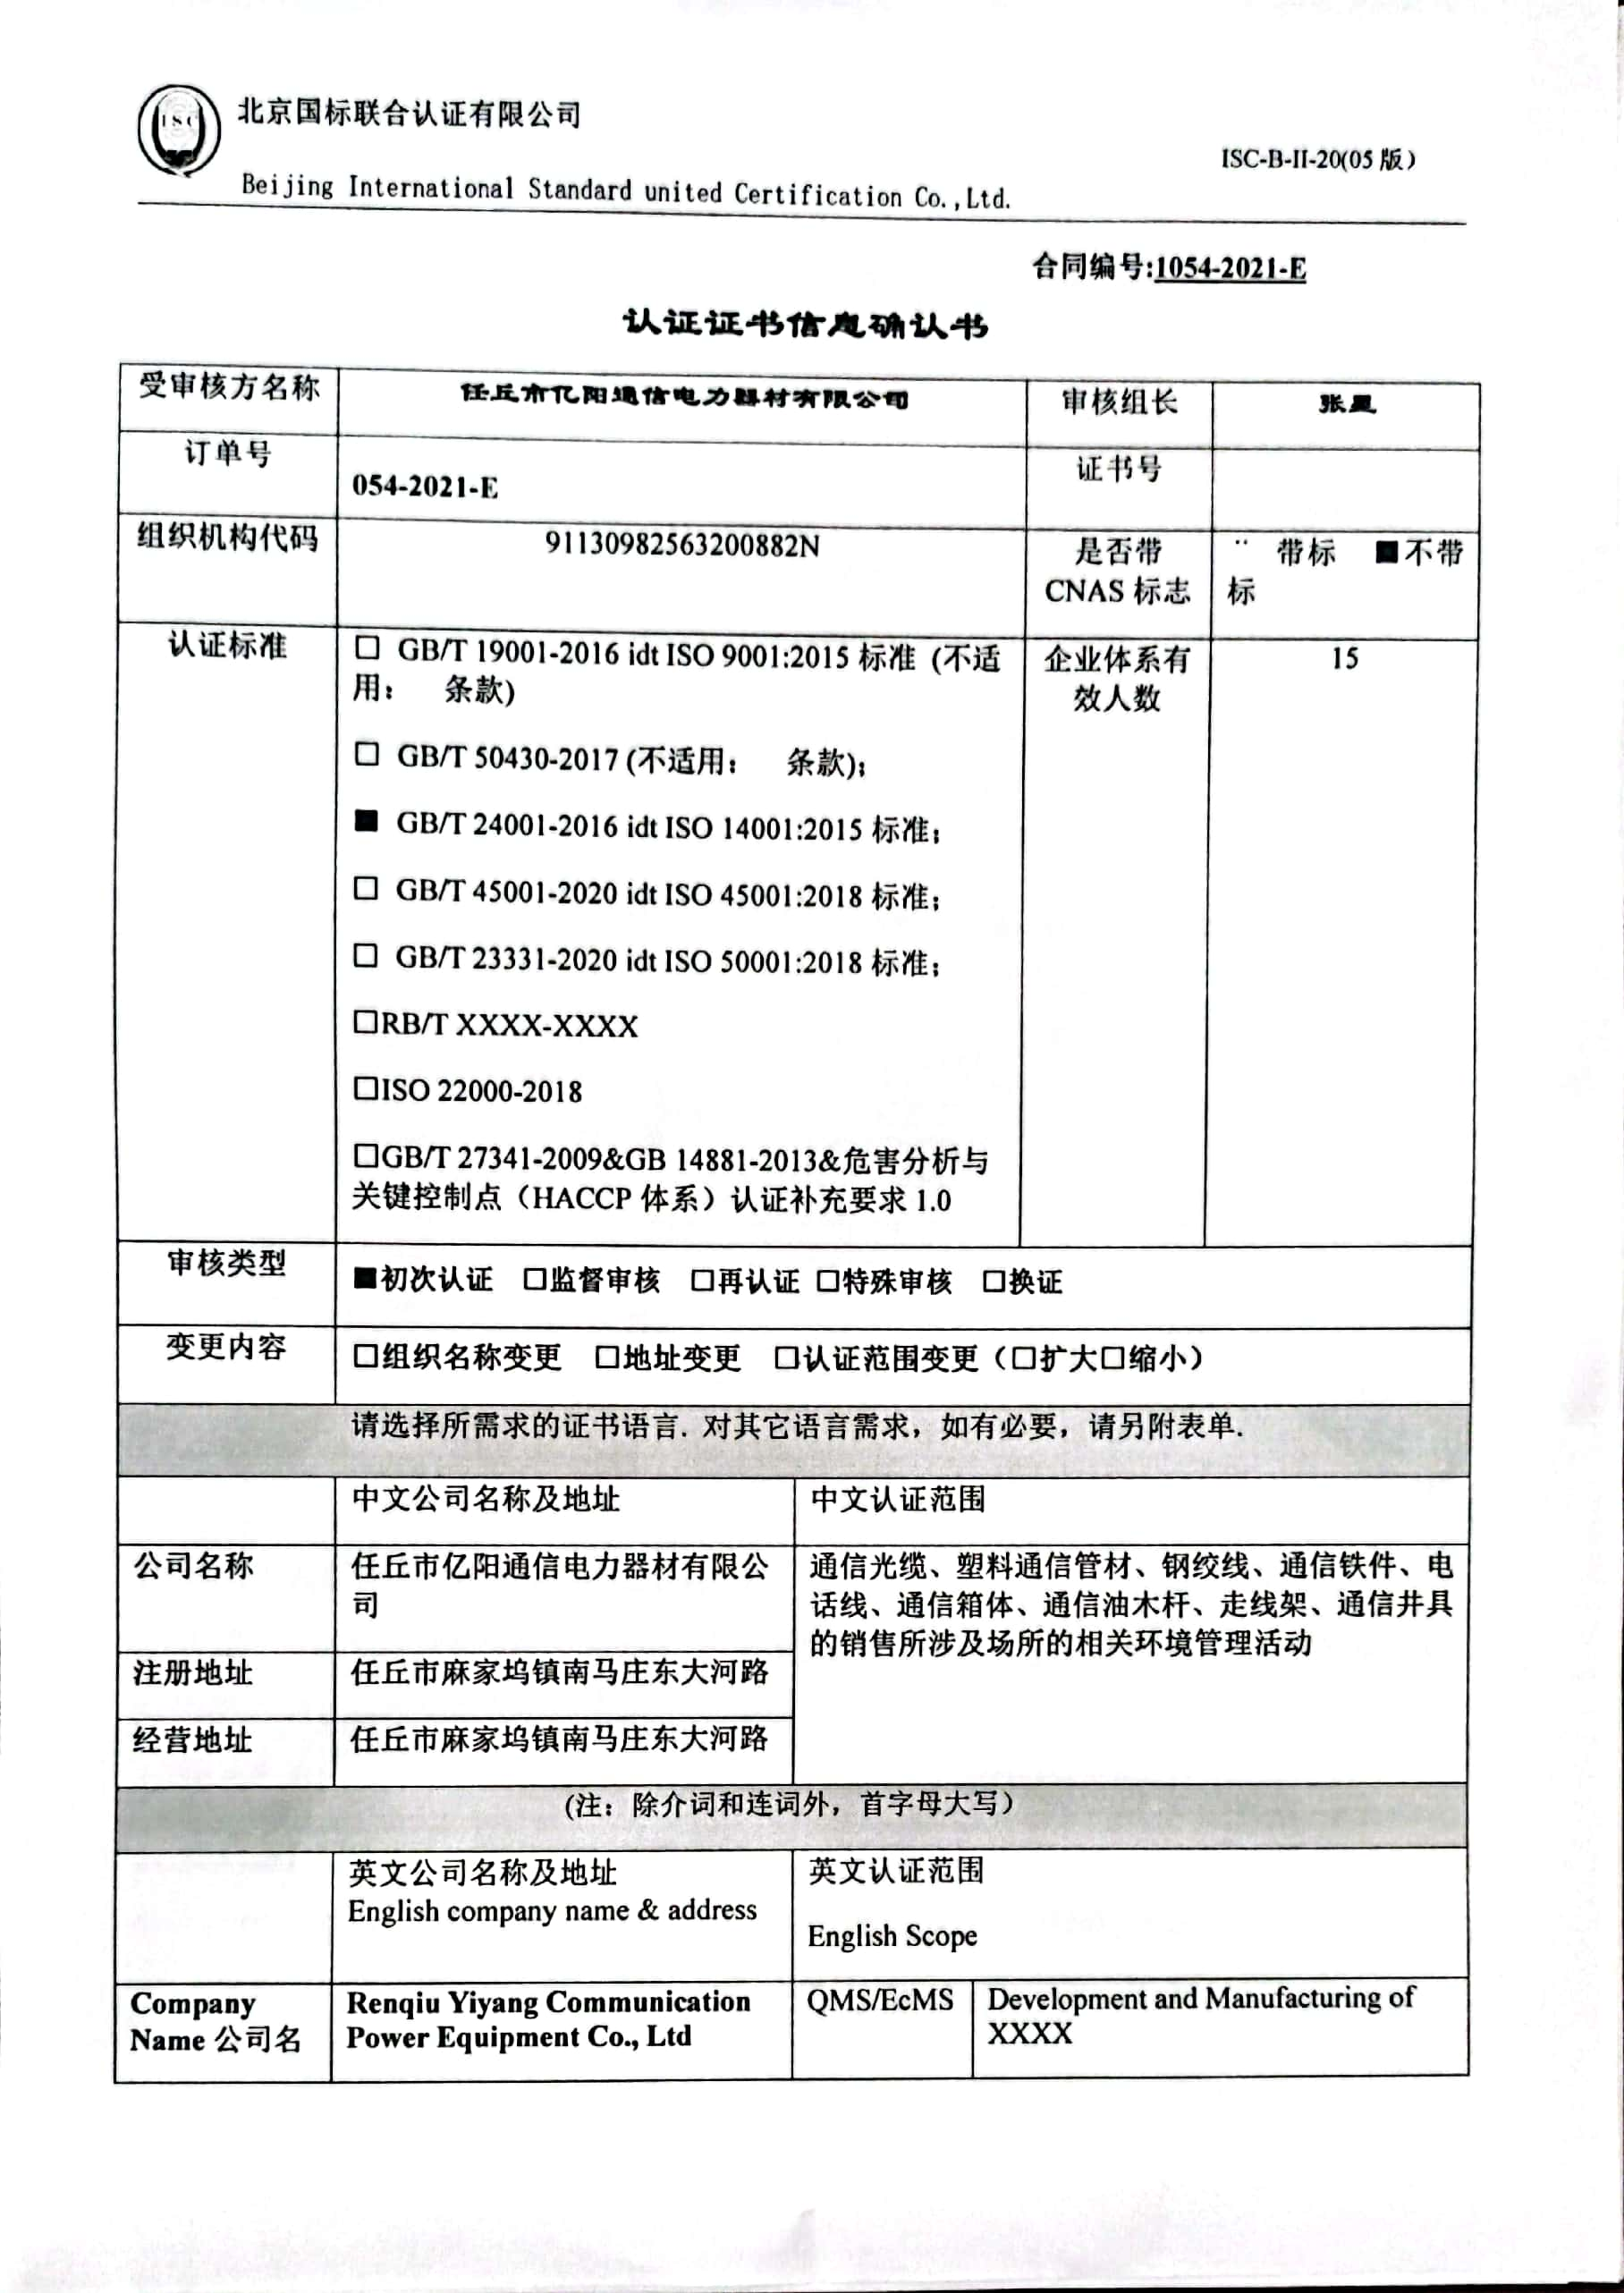 ISC
北京国标联合认证有限公司
ISC-B-II-20(05 版)
Beijing International Standard united Certification Co.,Ltd.
合同编号:1054-2021-E
认证证书信息确认书
受审核方名称 任丘市亿阳通信电力器材有限公司 审核组长 张星
订单号 054-2021-E 证书号
组织机构代码 91130982563200882N 是否带
CNAS 标志 ¨ 带标 ■不带
标
认证标准 □ GB/T 19001-2016 idt ISO 9001:2015 标准 (不适
用: 条款) 企业体系有
效人数 15
□ GB/T 50430-2017 (不适用: 条款);
■ GB/T 24001-2016 idt ISO 14001:2015 标准;
□ GB/T 45001-2020 idt ISO 45001:2018 标准;
□ GB/T 23331-2020 idt ISO 50001:2018 标准;
□RB/T XXXX-XXXX
□ISO 22000-2018
□GB/T 27341-2009&GB 14881-2013&危害分析与
关键控制点（HACCP 体系）认证补充要求 1.0
审核类型 ■初次认证 □监督审核 □再认证 □特殊审核 □换证
变更内容 □组织名称变更 □地址变更 □认证范围变更（□扩大□缩小）
请选择所需求的证书语言. 对其它语言需求，如有必要，请另附表单.
中文公司名称及地址 中文认证范围
公司名称 任丘市亿阳通信电力器材有限公
司
通信光缆、塑料通信管材、钢绞线、通信铁件、电
话线、通信箱体、通信油木杆、走线架、通信井具
的销售所涉及场所的相关环境管理活动
注册地址 任丘市麻家坞镇南马庄东大河路
经营地址 任丘市麻家坞镇南马庄东大河路
(注：除介词和连词外，首字母大写）
英文公司名称及地址
English company name & address
英文认证范围
English Scope
Company
Name 公司名
Renqiu Yiyang Communication
Power Equipment Co., Ltd
QMS/EcMS
Development and Manufacturing of
XXXX